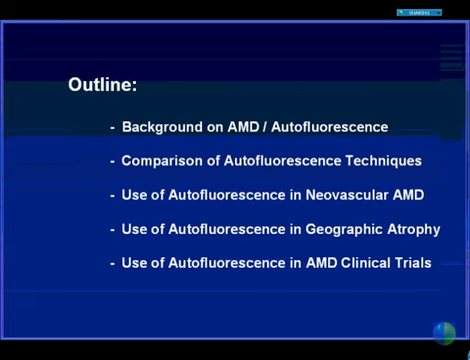 SHARING
Outline:
- Background on AMD / Autofluorescence
- Comparison of Autofluorescence Techniques
- Use of Autofluorescence in Neovascular AMD
- Use of Autofluorescence in Geographic Atrophy
- Use of Autofluorescence in AMD Clinical Trials